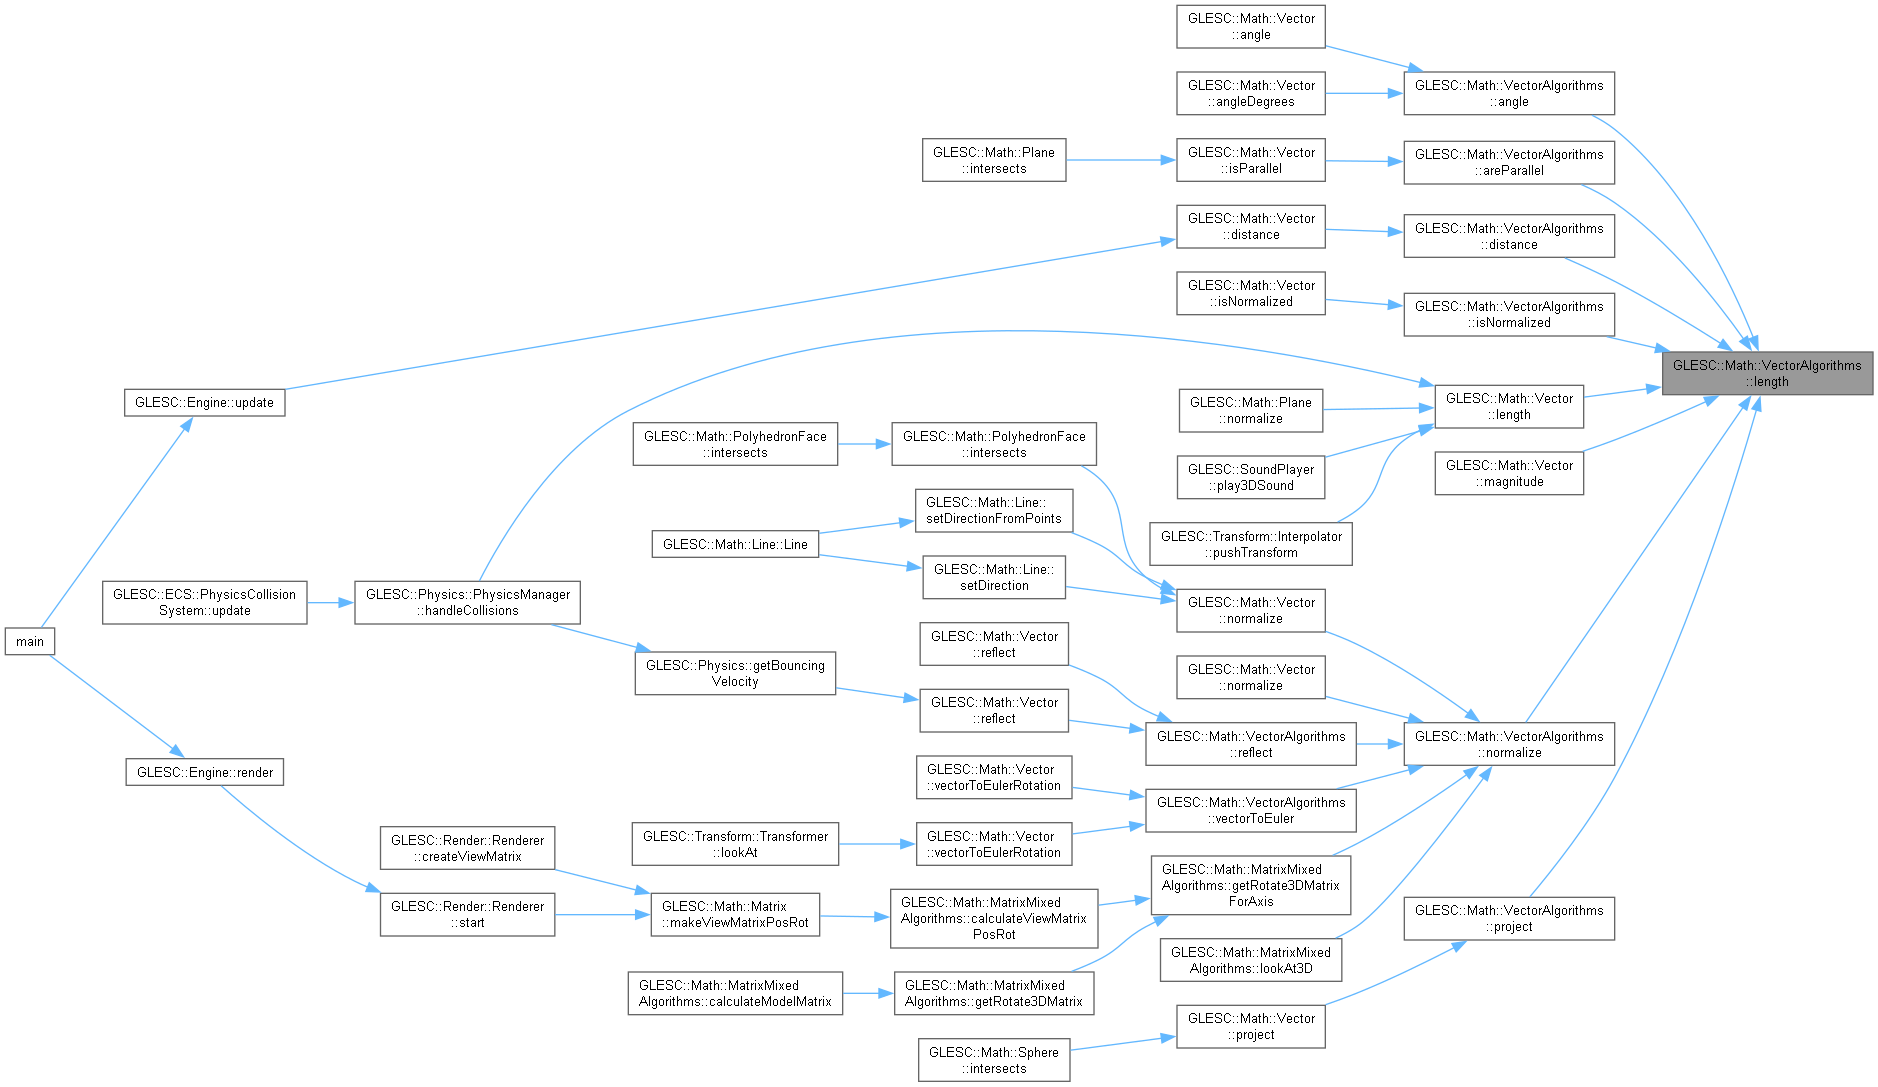 GLESC::Math::Vector
::angle
GLESC::Math::Vector
::angleDegrees
GLESC::Math::VectorAlgorithms
::angle
GLESC::Math::Plane
::intersects
GLESC::Math::Vector
::isParallel
GLESC::Math::VectorAlgorithms
::areParallel
GLESC::Math::Vector
::distance
GLESC::Math::VectorAlgorithms
::distance
GLESC::Math::Vector
::isNormalized
GLESC::Math::VectorAlgorithms
::isNormalized
GLESC::Math::VectorAlgorithms
::length
GLESC::Engine::update
GLESC::Math::Plane
::normalize
GLESC::Math::Vector
::length
GLESC::Math::PolyhedronFace
::intersects
GLESC::Math::PolyhedronFace
::intersects
GLESC::SoundPlayer
::play3DSound
GLESC::Math::Vector
::magnitude
GLESC::Math::Line::
setDirectionFromPoints
GLESC::Math::Line::Line
GLESC::Transform::Interpolator
::pushTransform
GLESC::Math::Line::
setDirection
GLESC::ECS::PhysicsCollision
System::update
GLESC::Physics::PhysicsManager
::handleCollisions
GLESC::Math::Vector
::normalize
main
GLESC::Math::Vector
::reflect
GLESC::Physics::getBouncing
Velocity
GLESC::Math::Vector
::normalize
GLESC::Math::Vector
::reflect
GLESC::Math::VectorAlgorithms
::reflect
GLESC::Math::VectorAlgorithms
::normalize
GLESC::Engine::render
GLESC::Math::Vector
::vectorToEulerRotation
GLESC::Math::VectorAlgorithms
::vectorToEuler
GLESC::Render::Renderer
::createViewMatrix
GLESC::Transform::Transformer
::lookAt
GLESC::Math::Vector
::vectorToEulerRotation
GLESC::Math::MatrixMixed
Algorithms::getRotate3DMatrix
ForAxis
GLESC::Render::Renderer
::start
GLESC::Math::Matrix
::makeViewMatrixPosRot
GLESC::Math::MatrixMixed
Algorithms::calculateViewMatrix
PosRot
GLESC::Math::VectorAlgorithms
::project
GLESC::Math::MatrixMixed
Algorithms::lookAt3D
GLESC::Math::MatrixMixed
Algorithms::calculateModelMatrix
GLESC::Math::MatrixMixed
Algorithms::getRotate3DMatrix
GLESC::Math::Vector
::project
GLESC::Math::Sphere
::intersects